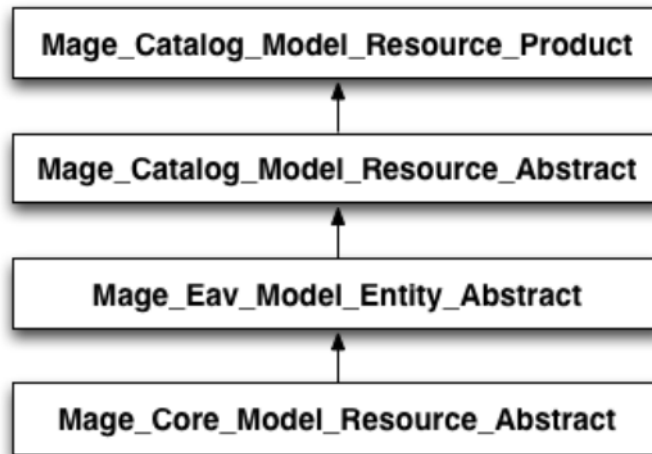 Mage_Catalog_Model_Resource_Product
Mage_Catalog_Model_Resource_Abstract
Mage_Eav_Model_Entity_Abstract
Mage_Core_Model_Resource_Abstract